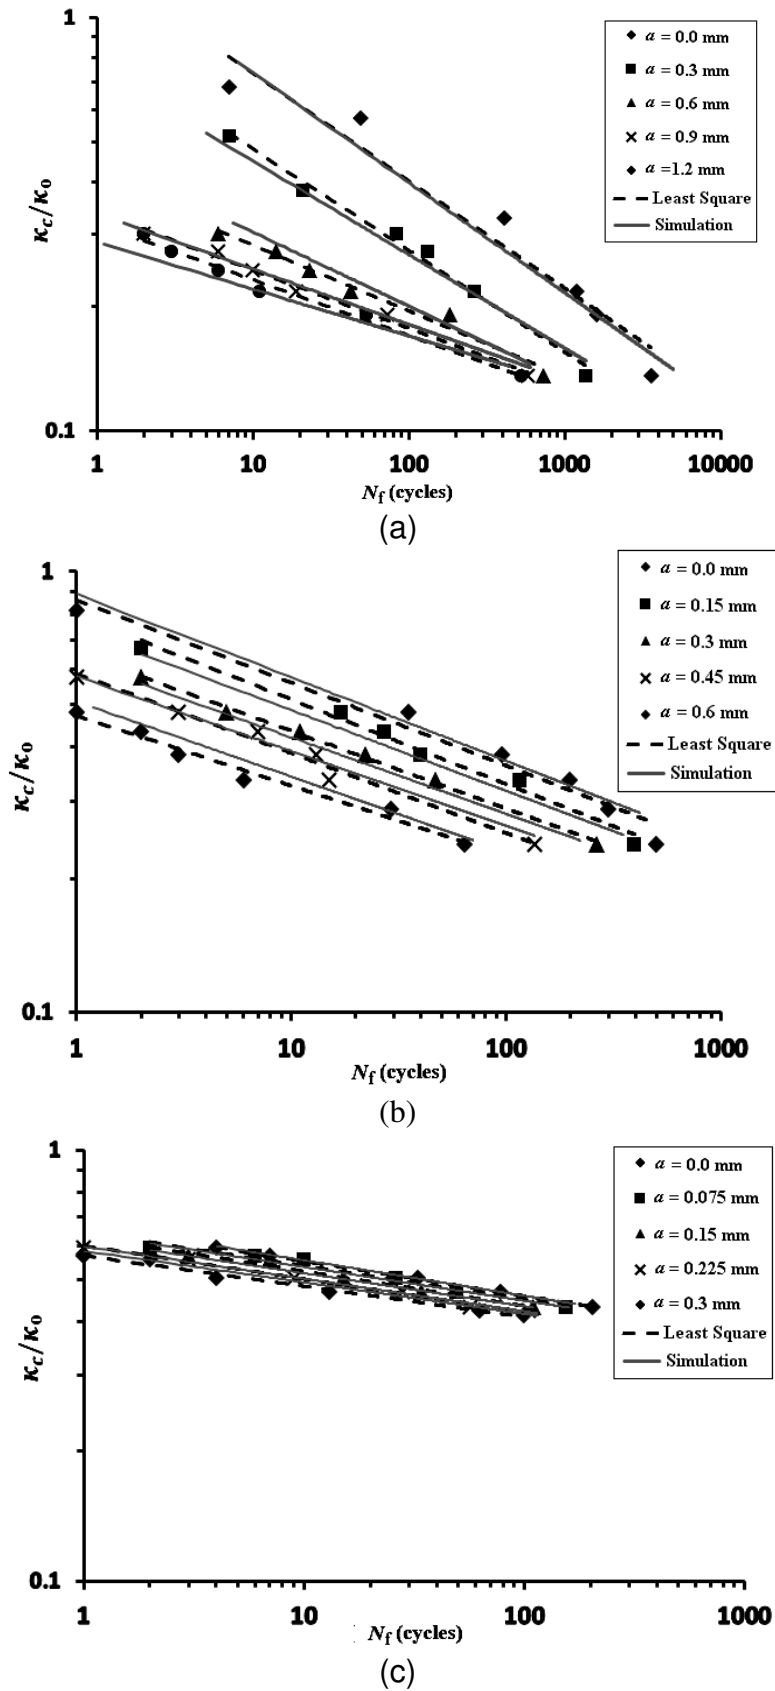 1
a = 0.0 mm
a = 0.3 mm
a = 0.6 mm
a = 0.9 mm
a =1.2 mm
Least Square
Simulation
κc/κ0
0.1
1 10 100 1000 10000
Nf (cycles)
(a)
1
a = 0.0 mm
a = 0.15 mm
a = 0.3 mm
a = 0.45 mm
a = 0.6 mm
Least Square
Simulation
κc/κ0
0.1
1 10 100 1000
Nf (cycles)
(b)
1
a = 0.0 mm
a = 0.075 mm
a = 0.15 mm
a = 0.225 mm
a = 0.3 mm
Least Square
Simulation
κc/κ0
0.1
1 10 100 1000
Nf (cycles)
(c)